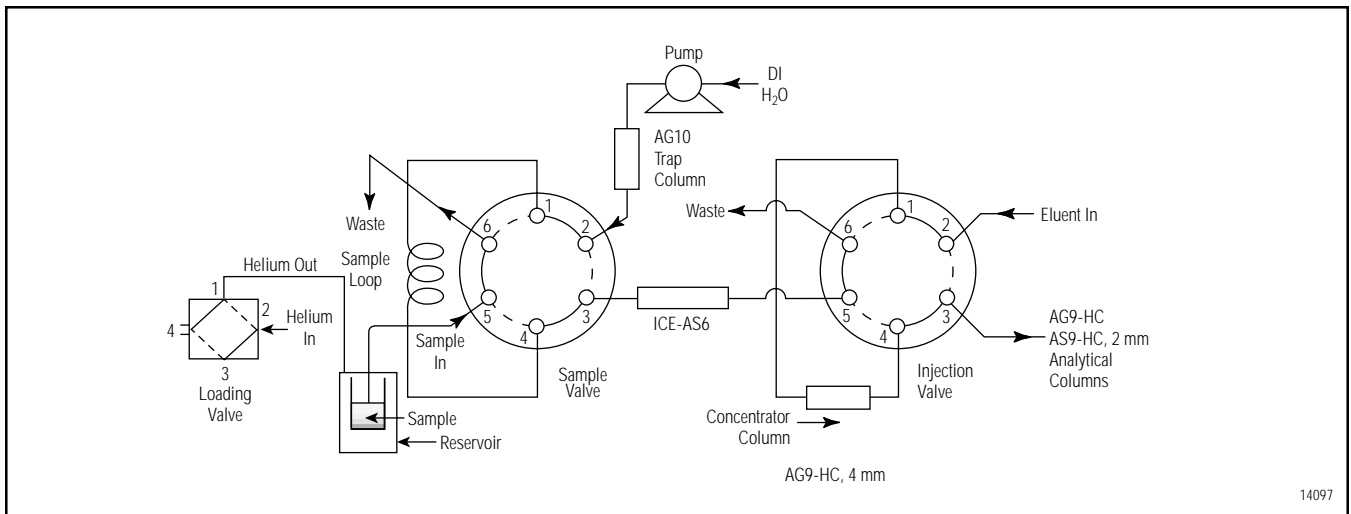 Pump
DI
H₂O
AG10
Trap
Column
Waste
Sample
Loop
1
2
3
4
5
6
Sample
In
Sample
Valve
Helium Out
1
2
3
4
Helium
In
Loading
Valve
Sample
Reservoir
ICE-AS6
Waste
1
2
3
4
5
6
Eluent In
AG9-HC
AS9-HC, 2 mm
Analytical
Columns
Injection
Valve
Concentrator
Column
AG9-HC, 4 mm
14097